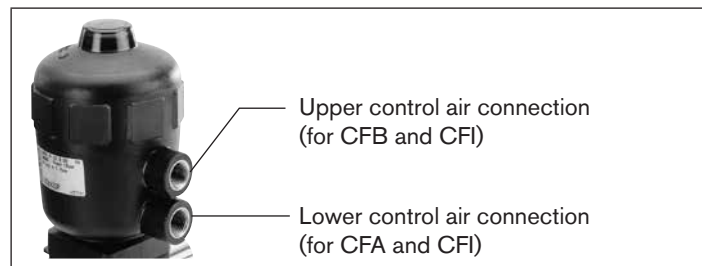 Upper control air connection
(for CFB and CFI)
Lower control air connection
(for CFA and CFI)